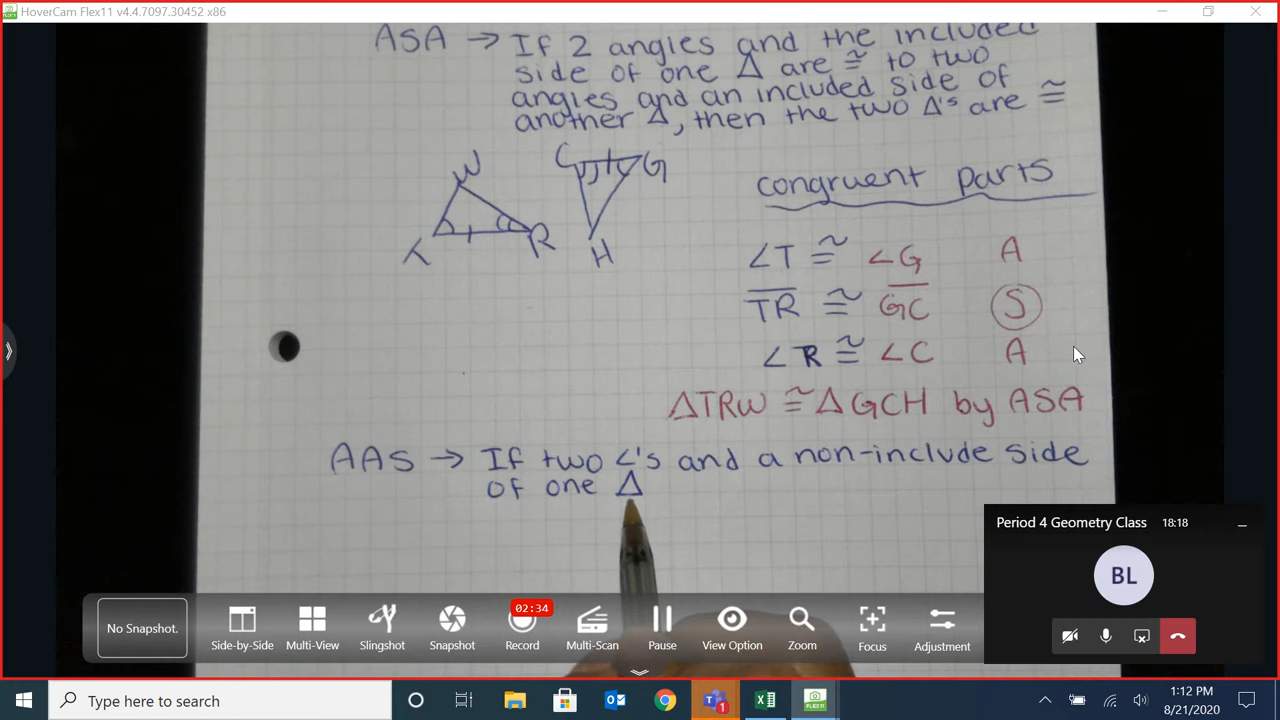 HoverCam Flex11 v4.4.7097.30452 x86
ASA → If 2 angles and the included
side of one Δ are ≅ to two
angles and an included side of
another Δ, then the two Δ's are ≅
W
C
G
T
R
H
congruent parts
∠T ≅ ∠G A
TR ≅ GC S
∠R ≅ ∠C A
ΔTRW ≅ ΔGCH by ASA
AAS → If two ∠'s and a non-include side
of one Δ
Period 4 Geometry Class 18:18
BL
No Snapshot.
Side-by-Side
Multi-View
Slingshot
Snapshot
02:34
Record
Multi-Scan
Pause
View Option
Zoom
Focus
Adjustment
Type here to search
1
FLEX11
1:12 PM
8/21/2020